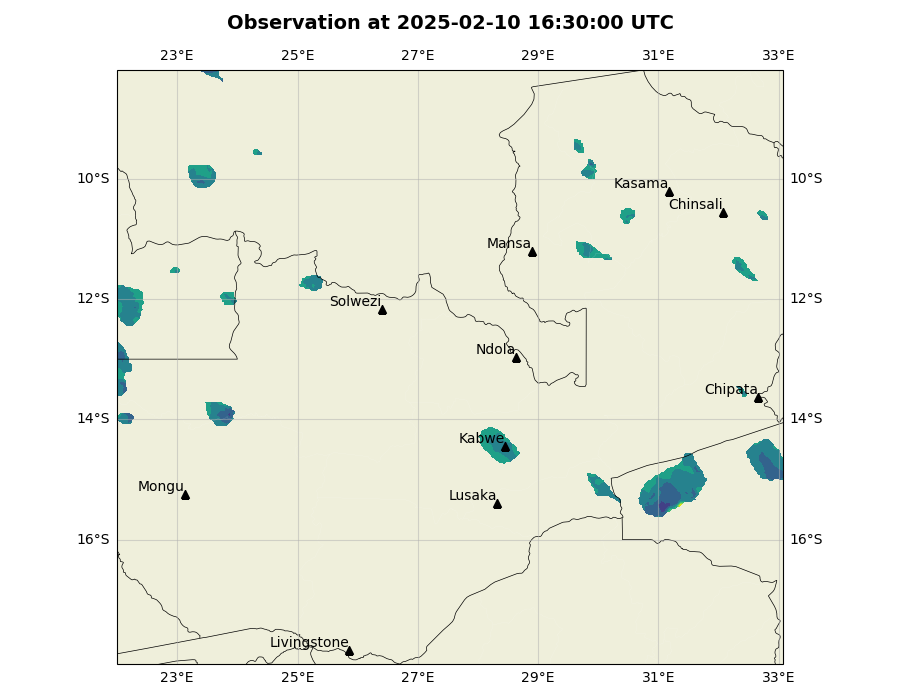 Observation at 2025-02-10 16:30:00 UTC
23°E 25°E 27°E 29°E 31°E 33°E
10°S 10°S
Kasama
Chinsali
Mansa
12°S 12°S
Solwezi
Ndola
Chipata
14°S 14°S
Kabwe
Mongu
Lusaka
16°S 16°S
Livingstone
23°E 25°E 27°E 29°E 31°E 33°E